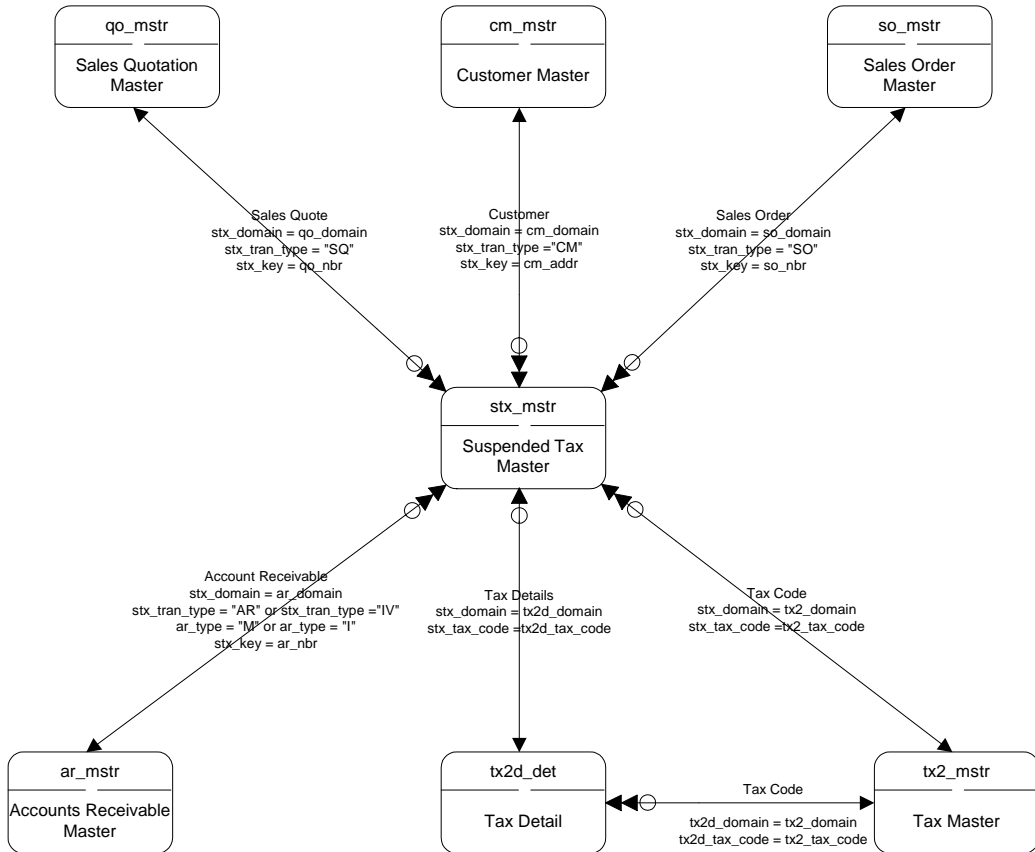 qo_mstr
Sales Quotation
Master
cm_mstr
Customer Master
so_mstr
Sales Order
Master
Sales Quote
stx_domain = qo_domain
stx_tran_type = "SQ"
stx_key = qo_nbr
Customer
stx_domain = cm_domain
stx_tran_type ="CM"
stx_key = cm_addr
Sales Order
stx_domain = so_domain
stx_tran_type = "SO"
stx_key = so_nbr
stx_mstr
Suspended Tax
Master
Account Receivable
stx_domain = ar_domain
stx_tran_type = "AR" or stx_tran_type ="IV"
ar_type = "M" or ar_type = "I"
stx_key = ar_nbr
Tax Details
stx_domain = tx2d_domain
stx_tax_code =tx2d_tax_code
Tax Code
stx_domain = tx2_domain
stx_tax_code =tx2_tax_code
ar_mstr
Accounts Receivable
Master
tx2d_det
Tax Detail
Tax Code
tx2d_domain = tx2_domain
tx2d_tax_code = tx2_tax_code
tx2_mstr
Tax Master